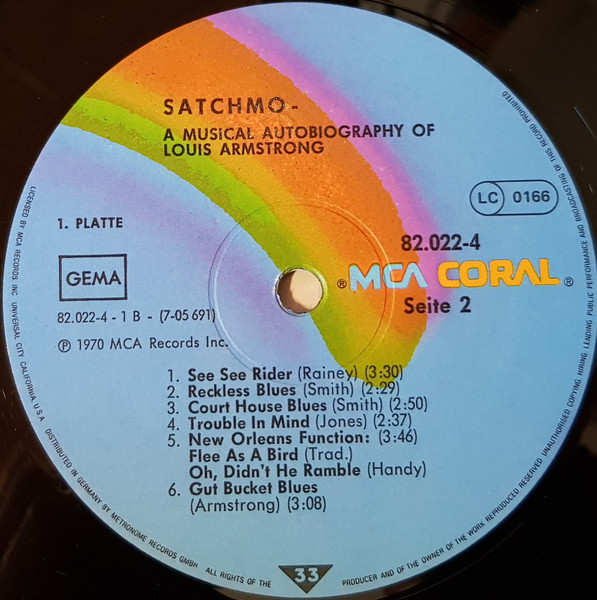 SATCHMO -
A MUSICAL AUTOBIOGRAPHY OF
LOUIS ARMSTRONG
LC 0166
1. PLATTE
82.022-4
GEMA
® MCA CORAL ®
Seite 2
82.022-4 - 1 B - (7-05 691)
℗ 1970 MCA Records Inc.
1. See See Rider (Rainey) (3:30)
2. Reckless Blues (Smith) (2:29)
3. Court House Blues (Smith) (2:50)
4. Trouble In Mind (Jones) (2:37)
5. New Orleans Function: (3:46)
Flee As A Bird (Trad.)
Oh, Didn't He Ramble (Handy)
6. Gut Bucket Blues
(Armstrong) (3:08)
33
LICENSED BY MCA RECORDS INC. UNIVERSAL CITY CALIFORNIA, U.S.A. DISTRIBUTED IN GERMANY BY METRONOME RECORDS GMBH ALL RIGHTS OF THE PRODUCER AND OF THE OWNER OF THE WORK REPRODUCED RESERVED UNAUTHORISED COPYING, HIRING, LENDING, PUBLIC PERFORMANCE AND BROADCASTING OF THIS RECORD PROHIBITED